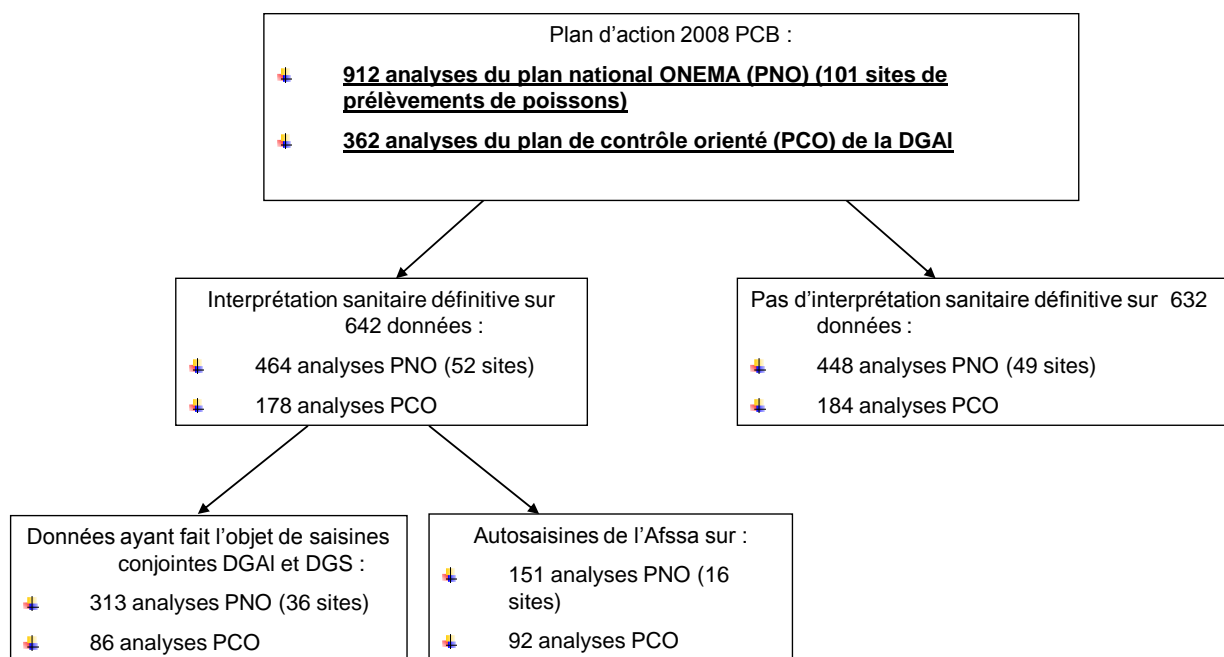 Plan d'action 2008 PCB :
912 analyses du plan national ONEMA (PNO) (101 sites de
prélèvements de poissons)
362 analyses du plan de contrôle orienté (PCO) de la DGAl
Interprétation sanitaire définitive sur
642 données :
464 analyses PNO (52 sites)
178 analyses PCO
Pas d'interprétation sanitaire définitive sur 632
données :
448 analyses PNO (49 sites)
184 analyses PCO
Données ayant fait l'objet de saisines
conjointes DGAl et DGS :
313 analyses PNO (36 sites)
86 analyses PCO
Autosaisines de l'Afssa sur :
151 analyses PNO (16
sites)
92 analyses PCO